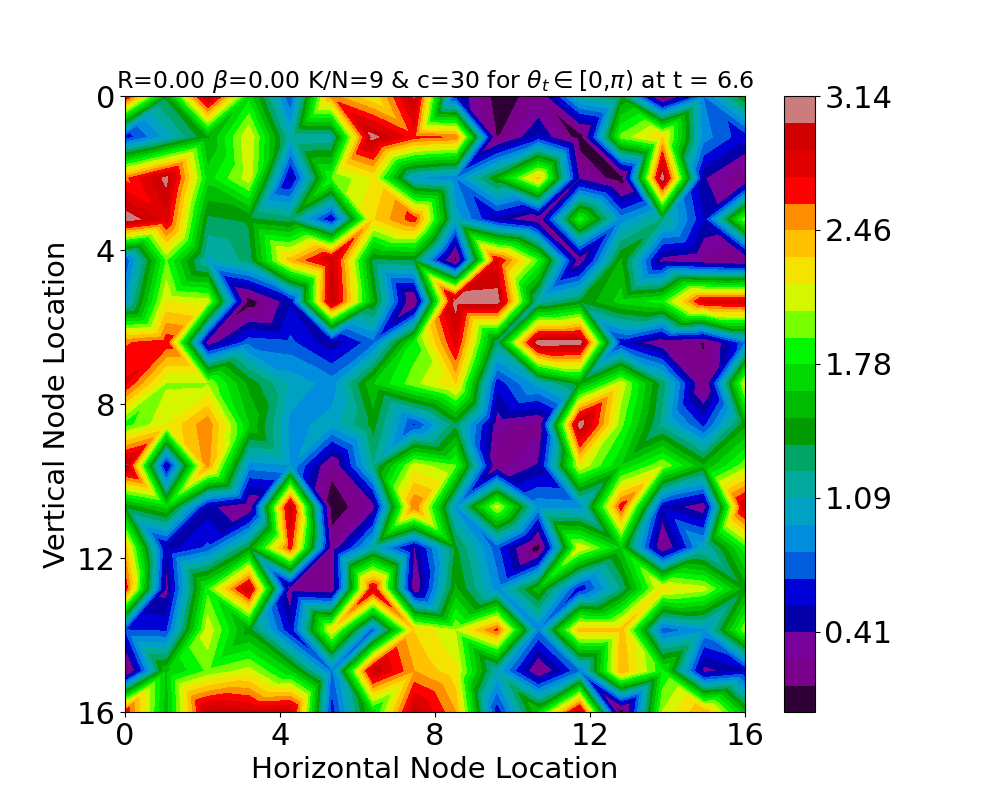 R=0.00 β=0.00 K/N=9 & c=30 for θₜ∈[0,π) at t = 6.6
0
4
8
12
16
Vertical Node Location
0 4 8 12 16
Horizontal Node Location
3.14
2.46
1.78
1.09
0.41